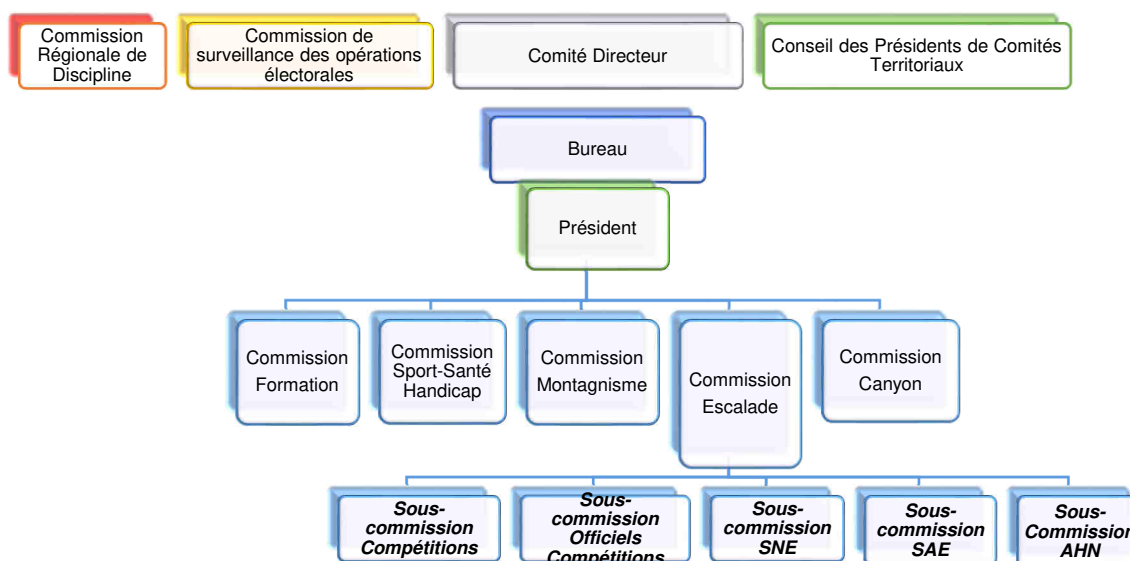 Commission
Régionale de
Discipline
Commission de
surveillance des opérations
électorales
Comité Directeur
Conseil des Présidents de Comités
Territoriaux
Bureau
Président
Commission
Formation
Commission
Sport-Santé
Handicap
Commission
Montagnisme
Commission
Escalade
Commission
Canyon
Sous-
commission
Compétitions
Sous-
commission
Officiels
Compétitions
Sous-
commission
SNE
Sous-
commission
SAE
Sous-
Commission
AHN